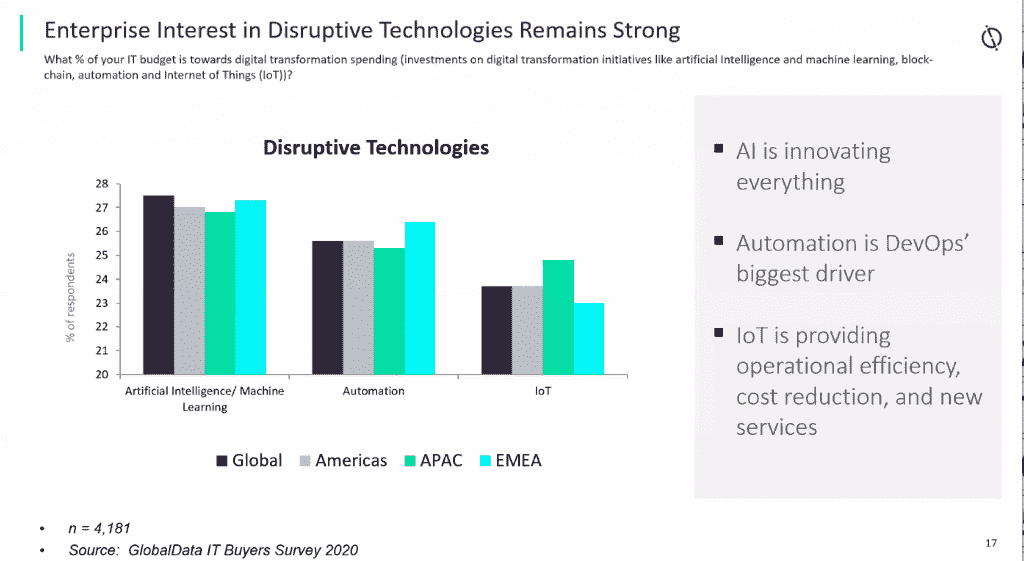 Enterprise Interest in Disruptive Technologies Remains Strong
What % of your IT budget is towards digital transformation spending (investments on digital transformation initiatives like artificial Intelligence and machine learning, block-
chain, automation and Internet of Things (IoT))?
Disruptive Technologies
% of respondents
28
27
26
25
24
23
22
21
20
Artificial Intelligence/ Machine
Learning
Automation
IoT
Global
Americas
APAC
EMEA
▪ AI is innovating
everything
▪ Automation is DevOps’
biggest driver
▪ IoT is providing
operational efficiency,
cost reduction, and new
services
• n = 4,181
• Source: GlobalData IT Buyers Survey 2020
17